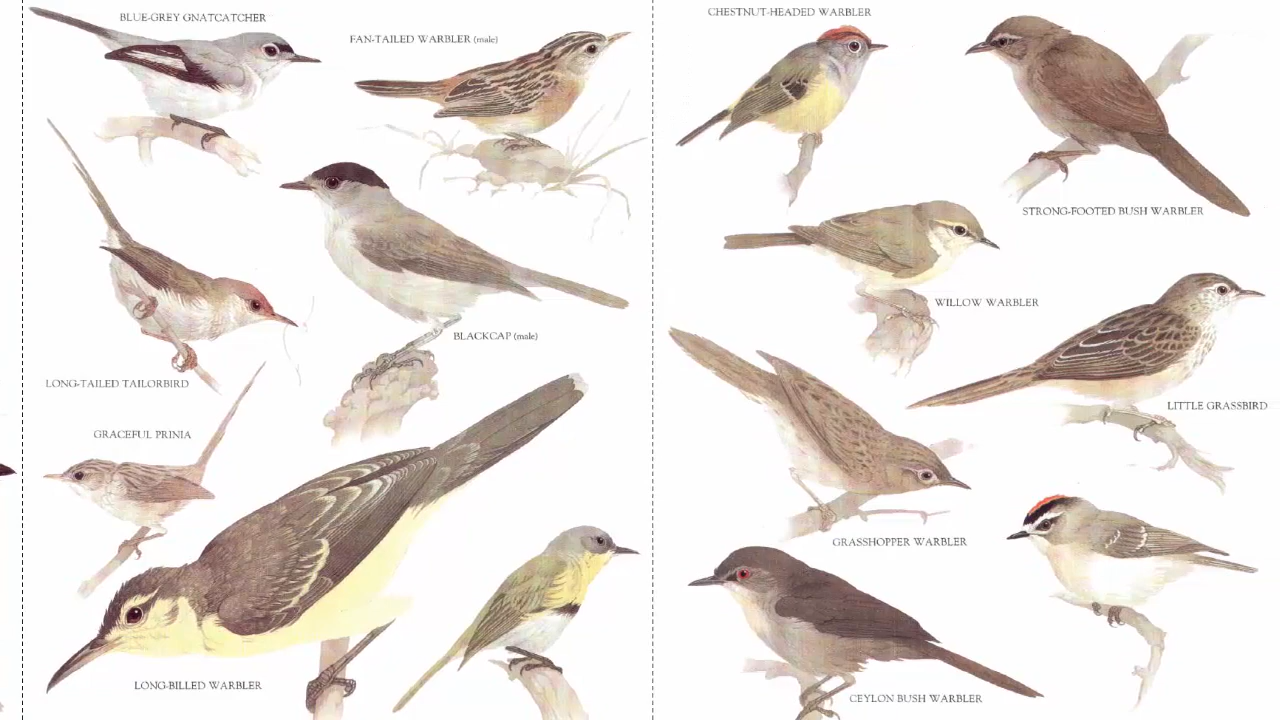 BLUE-GREY GNATCATCHER
FAN-TAILED WARBLER (male)
BLACKCAP (male)
LONG-TAILED TAILORBIRD
GRACEFUL PRINIA
LONG-BILLED WARBLER
CHESTNUT-HEADED WARBLER
STRONG-FOOTED BUSH WARBLER
WILLOW WARBLER
LITTLE GRASSBIRD
GRASSHOPPER WARBLER
CEYLON BUSH WARBLER